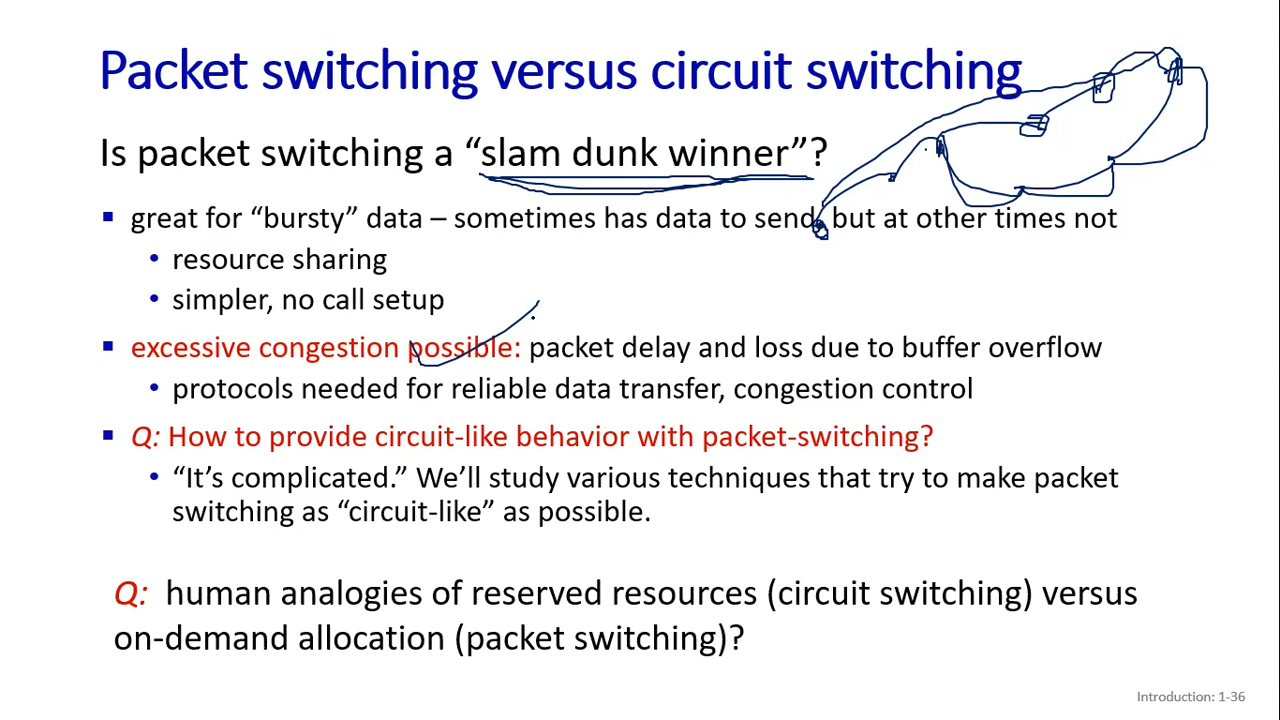 Packet switching versus circuit switching
Is packet switching a “slam dunk winner”?
▪ great for “bursty” data – sometimes has data to send, but at other times not
• resource sharing
• simpler, no call setup
▪ excessive congestion possible: packet delay and loss due to buffer overflow
• protocols needed for reliable data transfer, congestion control
▪ Q: How to provide circuit-like behavior with packet-switching?
• “It’s complicated.” We’ll study various techniques that try to make packet
switching as “circuit-like” as possible.
Q: human analogies of reserved resources (circuit switching) versus
on-demand allocation (packet switching)?
Introduction: 1-36